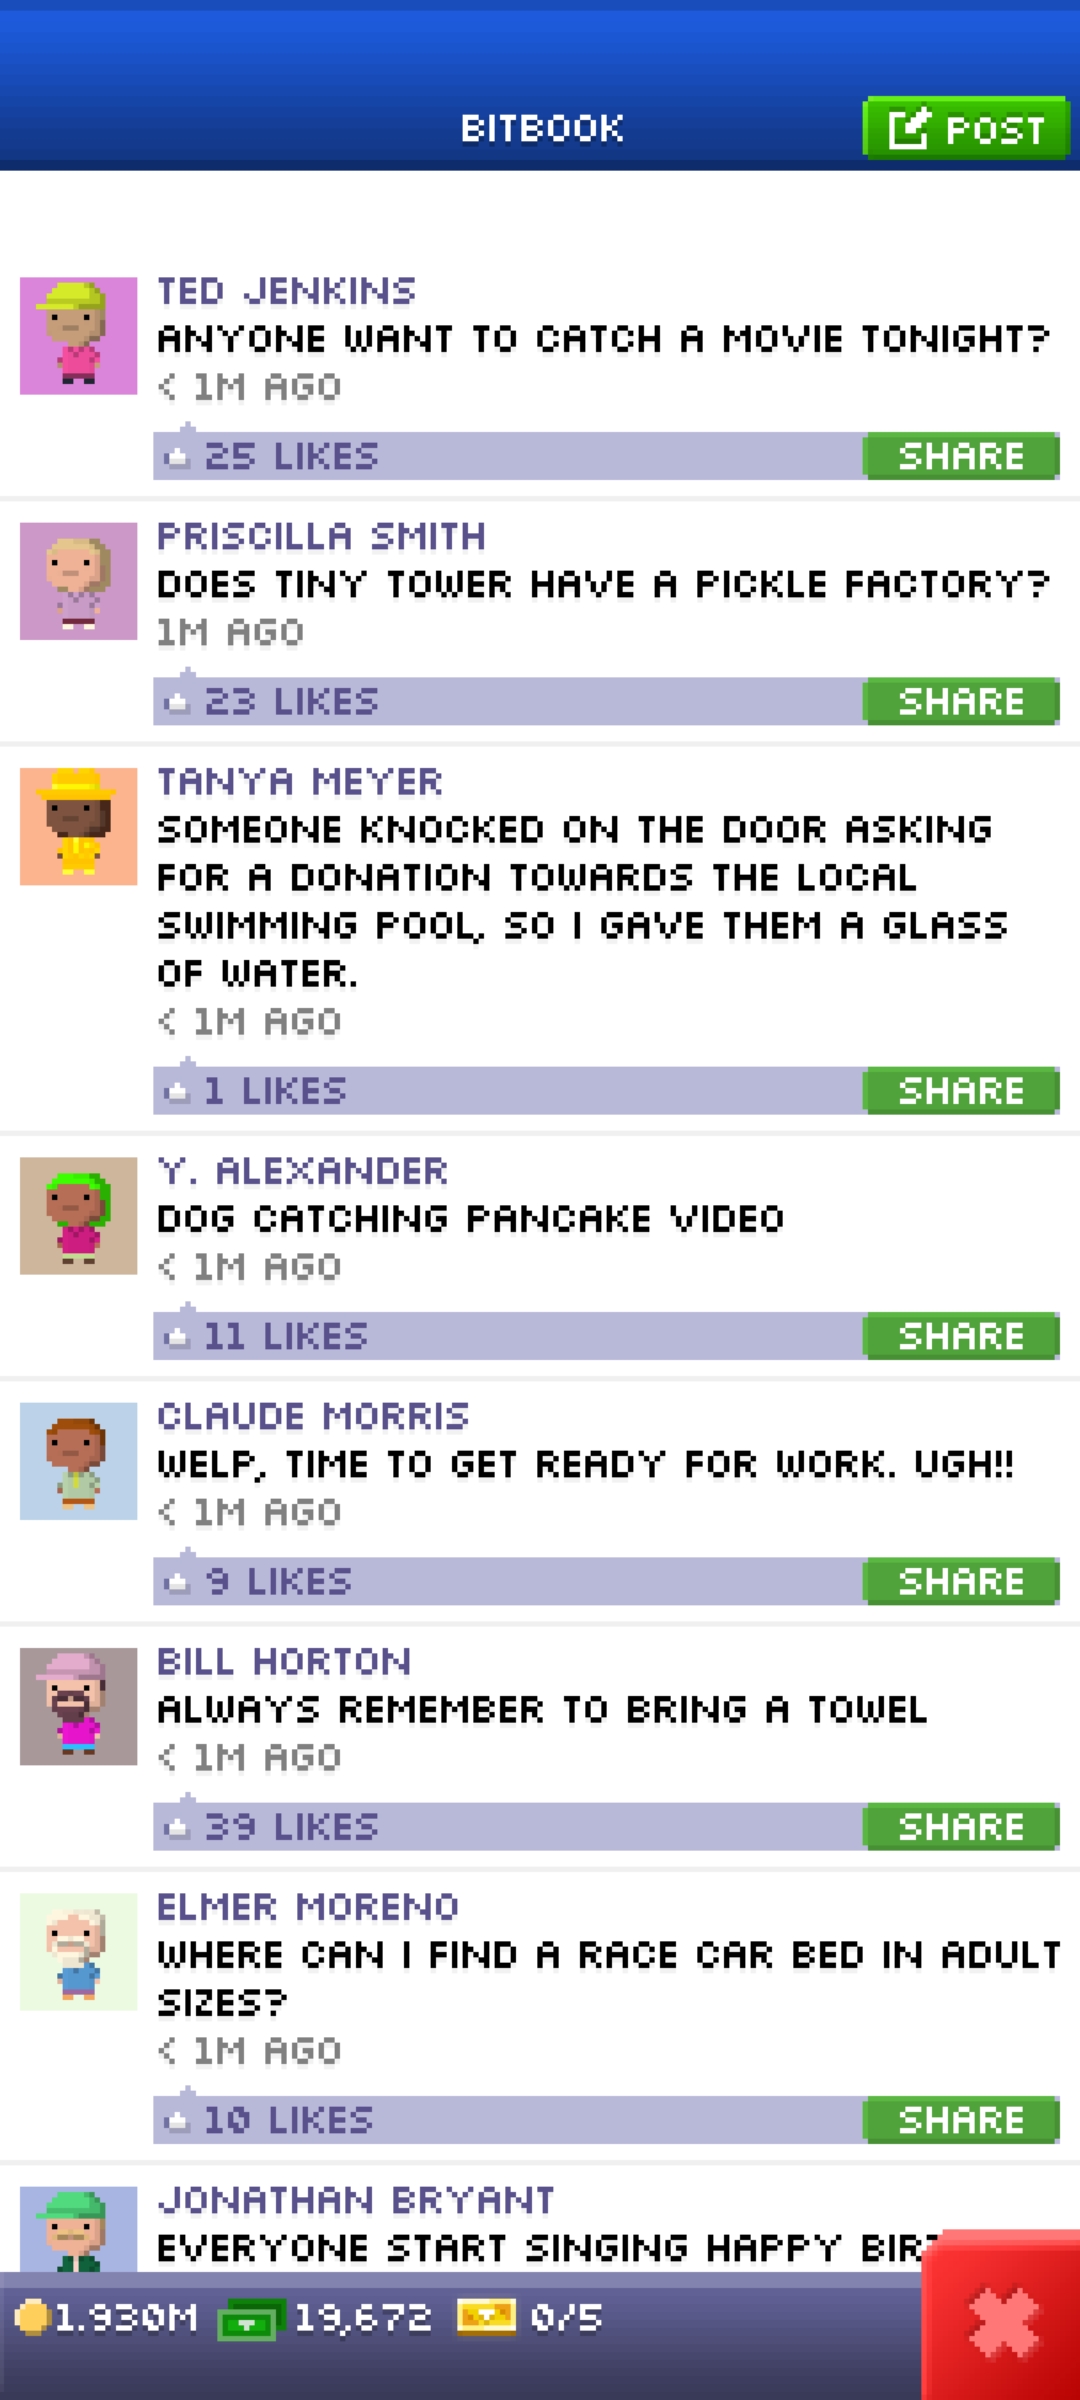 BITBOOK
POST
TED JENKINS
ANYONE WANT TO CATCH A MOVIE TONIGHT?
< 1M AGO
25 LIKES
SHARE
PRISCILLA SMITH
DOES TINY TOWER HAVE A PICKLE FACTORY?
1M AGO
23 LIKES
SHARE
TANYA MEYER
SOMEONE KNOCKED ON THE DOOR ASKING
FOR A DONATION TOWARDS THE LOCAL
SWIMMING POOL, SO I GAVE THEM A GLASS
OF WATER.
< 1M AGO
1 LIKES
SHARE
Y. ALEXANDER
DOG CATCHING PANCAKE VIDEO
< 1M AGO
11 LIKES
SHARE
CLAUDE MORRIS
WELP, TIME TO GET READY FOR WORK. UGH!!
< 1M AGO
9 LIKES
SHARE
BILL HORTON
ALWAYS REMEMBER TO BRING A TOWEL
< 1M AGO
39 LIKES
SHARE
ELMER MORENO
WHERE CAN I FIND A RACE CAR BED IN ADULT
SIZES?
< 1M AGO
10 LIKES
SHARE
JONATHAN BRYANT
EVERYONE START SINGING HAPPY
1.930M 19,672 0/5